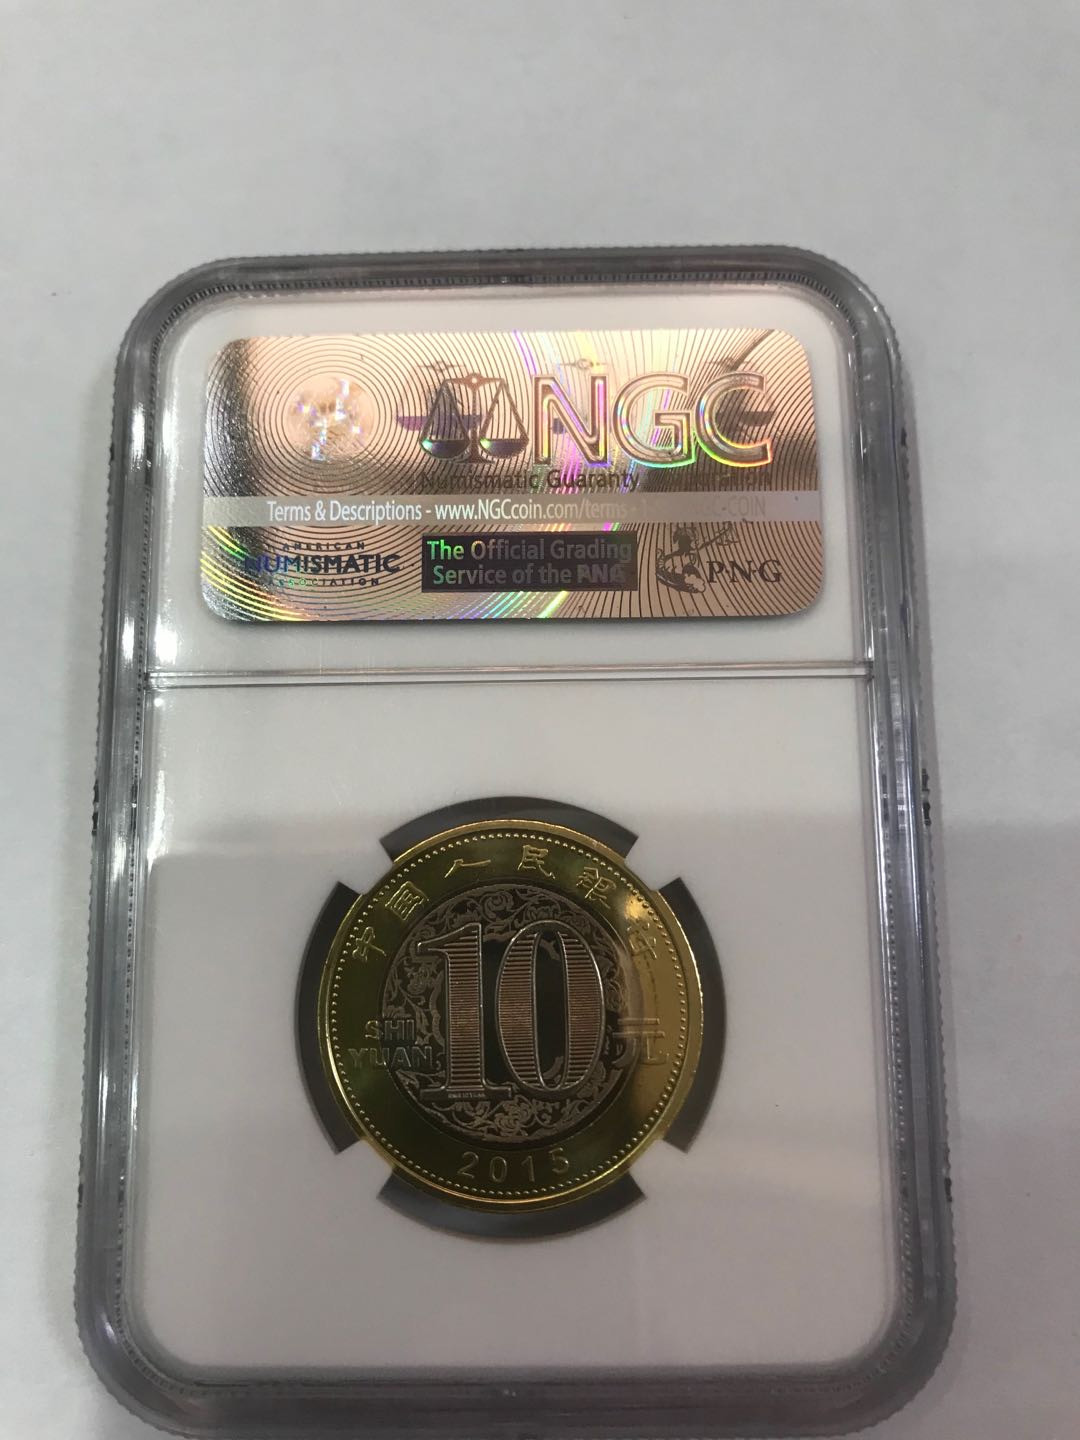 NGC
Numismatic Guaranty
Terms & Descriptions - www.NGCcoin.com/terms
AMERICAN
NUMISMATIC
ASSOCIATION
The Official Grading
Service of the PNG
PNG
中国人民银行
10
SHI
YUAN
元
2015